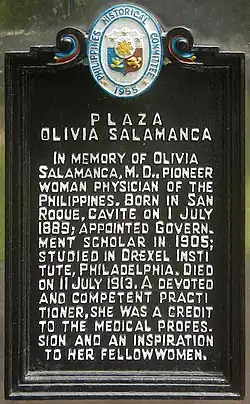 PHILIPPINES HISTORICAL COMMITTEE
1955
PLAZA
OLIVIA SALAMANCA
IN MEMORY OF OLIVIA
SALAMANCA, M. D., PIONEER
WOMAN PHYSICIAN OF THE
PHILIPPINES. BORN IN SAN
ROQUE, CAVITE ON 1 JULY
1889; APPOINTED GOVERN-
MENT SCHOLAR IN 1905;
STUDIED IN DREXEL INSTI-
TUTE, PHILADELPHIA. DIED
ON 11 JULY 1913. A DEVOTED
AND COMPETENT PRACTI
TIONER, SHE WAS A CREDIT
TO THE MEDICAL PROFES-
SION AND AN INSPIRATION
TO HER FELLOWWOMEN.